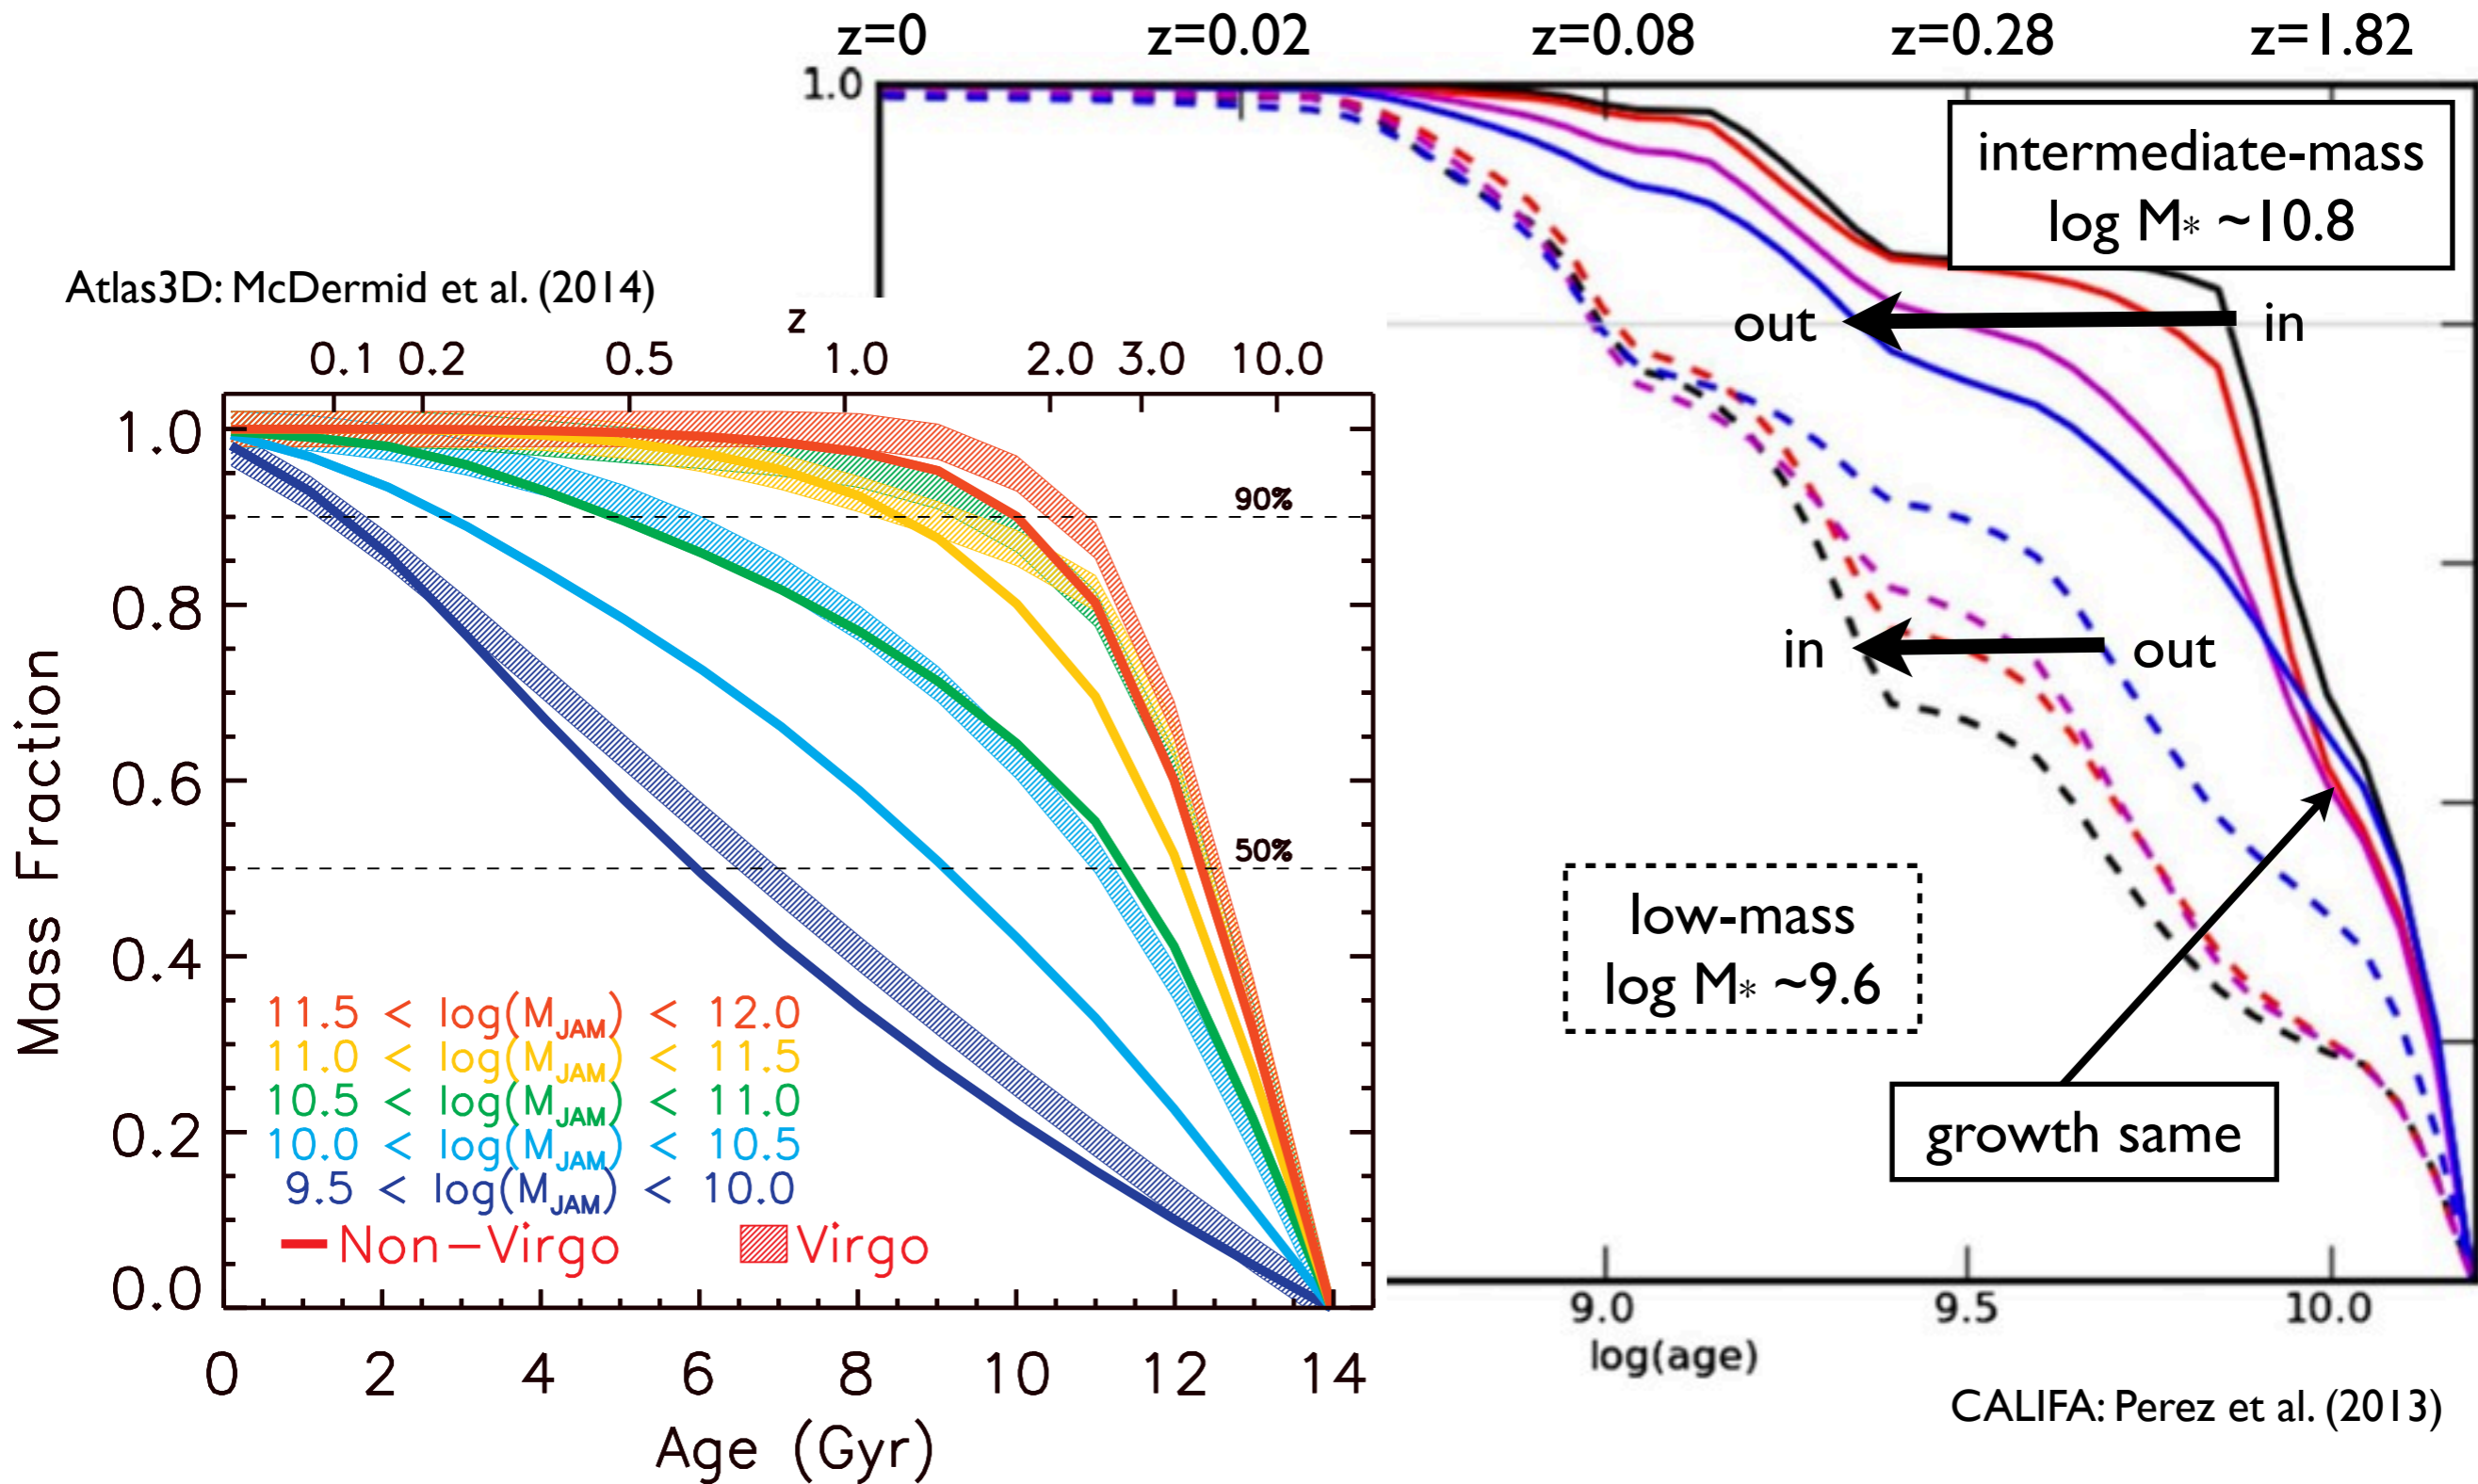 z=0 z=0.02 z=0.08 z=0.28 z=1.82
1.0
intermediate-mass
log M* ~10.8
out
in
in
out
low-mass
log M* ~9.6
growth same
9.0 9.5 10.0
log(age)
CALIFA: Perez et al. (2013)
Atlas3D: McDermid et al. (2014)
z
0.1 0.2 0.5 1.0 2.0 3.0 10.0
1.0
0.8
0.6
0.4
0.2
0.0
Mass Fraction
90%
50%
11.5 < log(M_JAM) < 12.0
11.0 < log(M_JAM) < 11.5
10.5 < log(M_JAM) < 11.0
10.0 < log(M_JAM) < 10.5
9.5 < log(M_JAM) < 10.0
Non-Virgo Virgo
0 2 4 6 8 10 12 14
Age (Gyr)